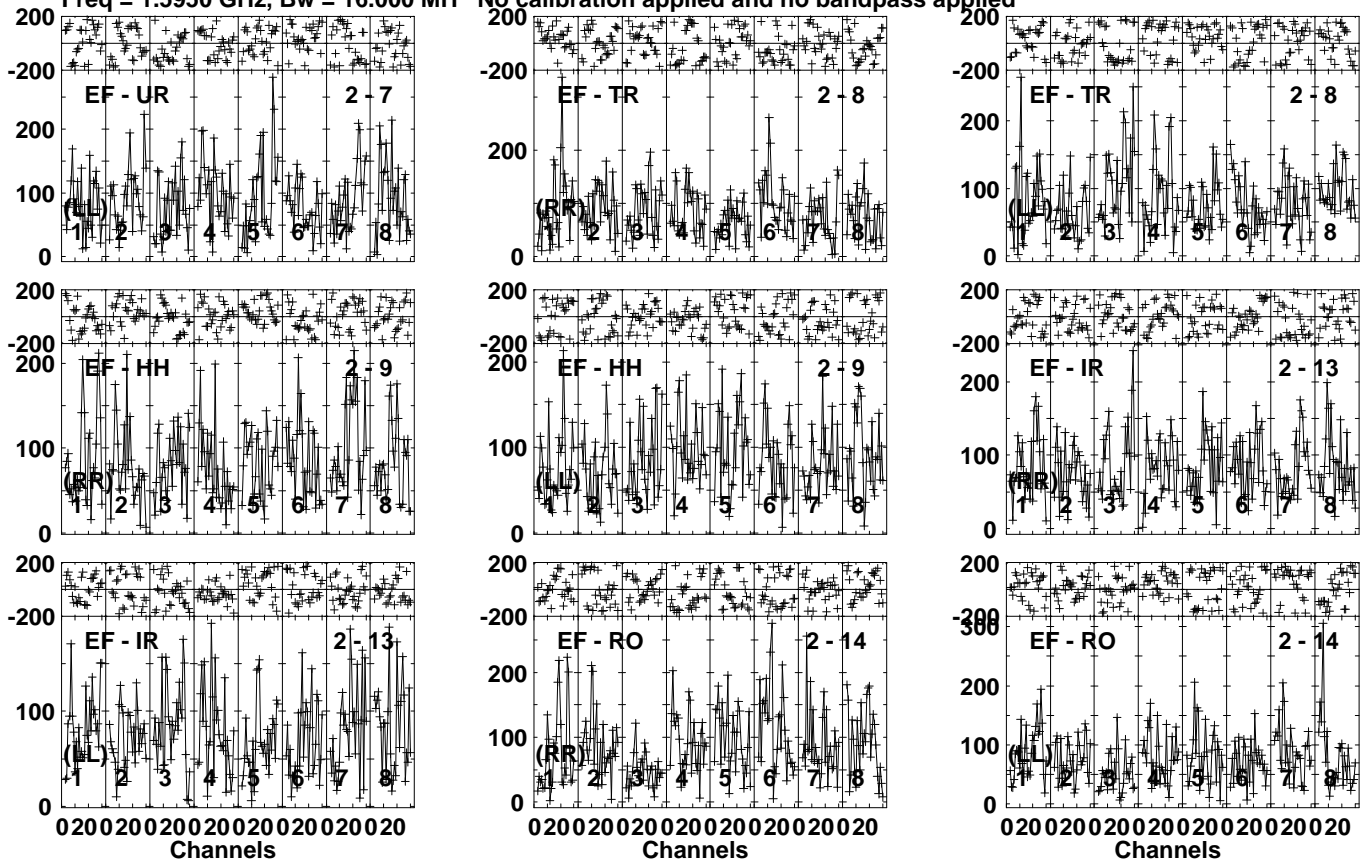 Freq = 1.5950 GHz, Bw = 16.000 MH No calibration applied and no bandpass applied
200 200 200
-200 -200 -200
EF - UR 2 - 7 EF - TR 2 - 8 EF - TR 2 - 8
200 200 200
100 100
(LL) (RR) (LL)
1 2 3 4 5 6 7 8 1 2 3 4 5 6 7 8 1 2 3 4 5 6 7 8
0 0 0
200 200 200
-200 -200 -200
200 EF - HH 2 - 9 200 EF - HH 2 - 9 EF - IR 2 - 13
200
100 100 100
(RR) (LL) (RR)
1 2 3 4 5 6 7 8 1 2 3 4 5 6 7 8 1 2 3 4 5 6 7 8
0 0 0
200 200 200
-200 -200 -200
300
EF - IR 2 - 13 EF - RO 2 - 14 EF - RO 2 - 14
200 200
100 100 100
(LL) (RR) (LL)
1 2 3 4 5 6 7 8 1 2 3 4 5 6 7 8 1 2 3 4 5 6 7 8
0 0 0
0 20 0 20 0 20 0 20 0 20 0 20 0 20 0 20 0 20 0 20 0 20 0 20 0 20 0 20 0 20 0 20 0 20 0 20 0 20 0 20 0 20 0 20 0 20 0 20
Channels Channels Channels